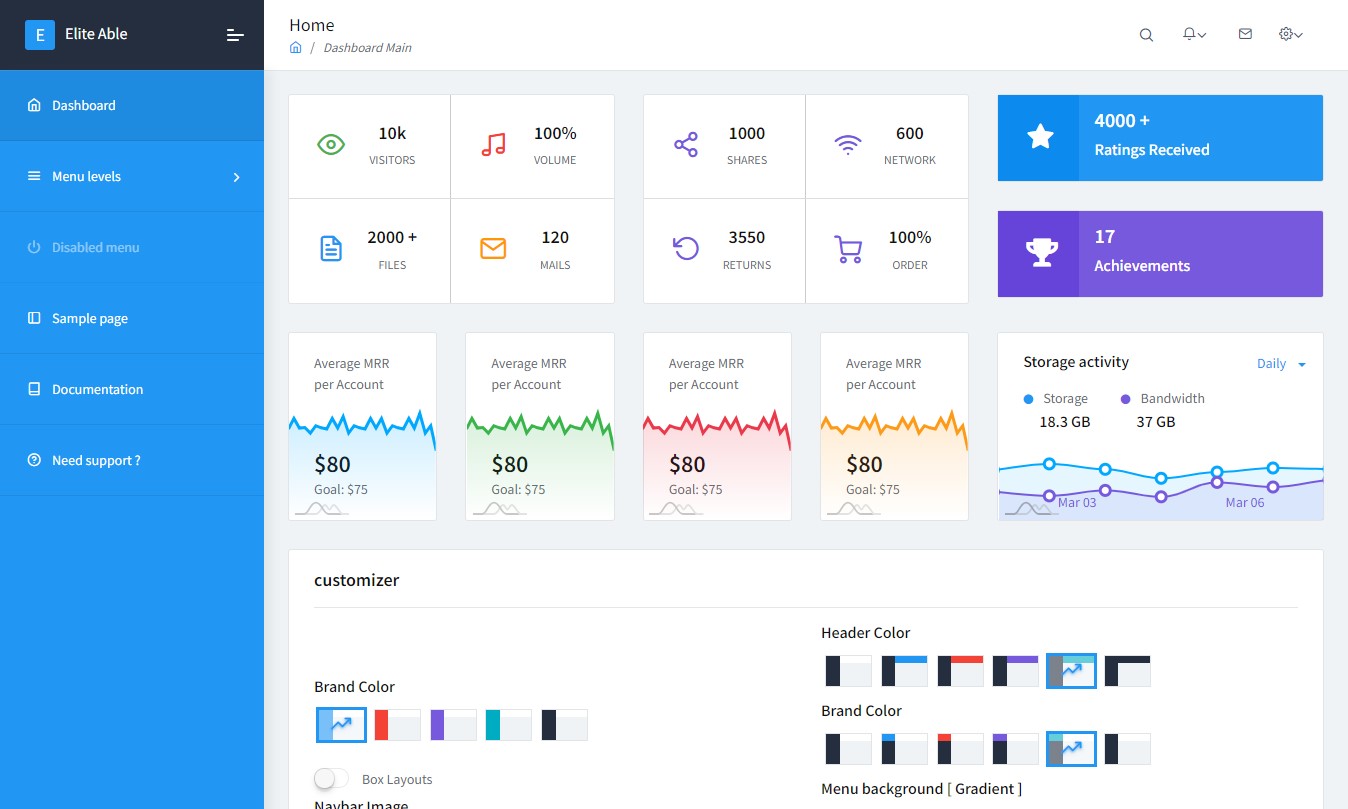 E Elite Able
Home
/ Dashboard Main
Dashboard
Menu levels
Disabled menu
Sample page
Documentation
Need support ?
10k
VISITORS
100%
VOLUME
2000 +
FILES
120
MAILS
1000
SHARES
600
NETWORK
3550
RETURNS
100%
ORDER
4000 +
Ratings Received
17
Achievements
Average MRR
per Account
$80
Goal: $75
Average MRR
per Account
$80
Goal: $75
Average MRR
per Account
$80
Goal: $75
Average MRR
per Account
$80
Goal: $75
Storage activity
Daily
Storage
18.3 GB
Bandwidth
37 GB
Mar 03
Mar 06
customizer
Brand Color
Box Layouts
Navbar Image
Header Color
Brand Color
Menu background [ Gradient ]